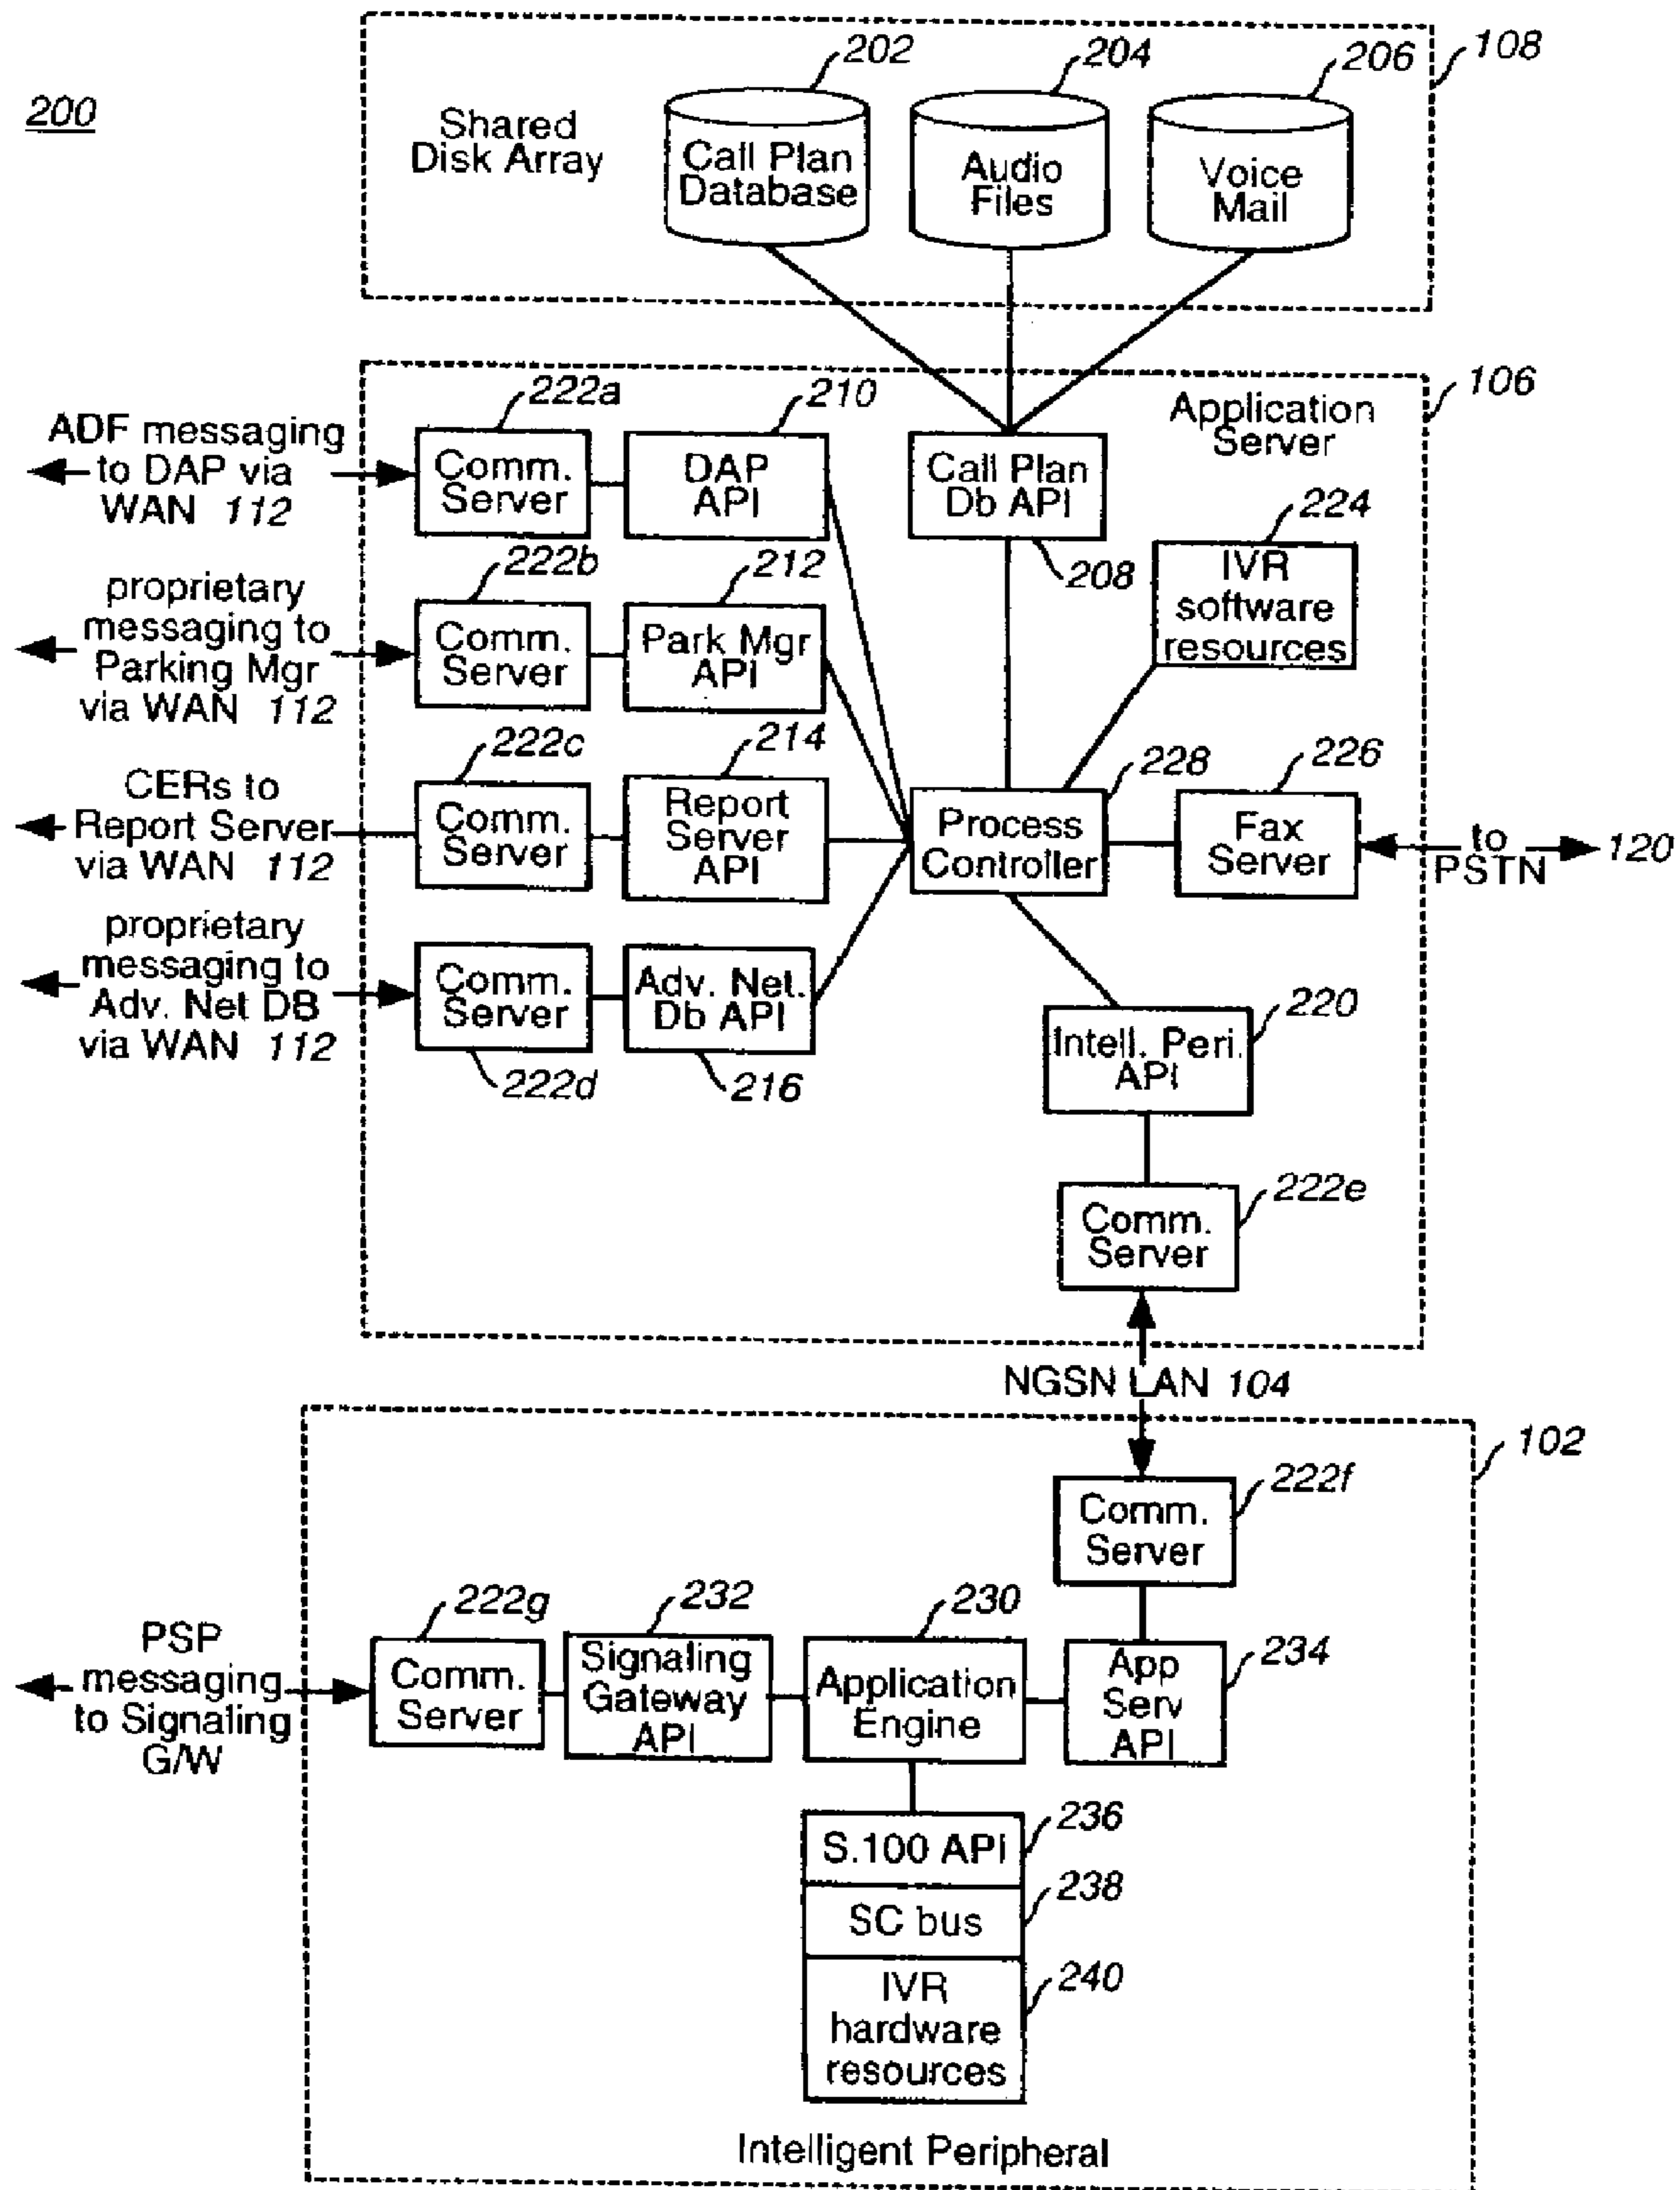 200
108
202
204
206
Shared
Disk Array
Call Plan
Database
Audio
Files
Voice
Mail
106
Application
Server
222a
210
ADF messaging
to DAP via
WAN 112
Comm.
Server
DAP
API
Call Plan
Db API
208
224
IVR
software
resources
222b
212
proprietary
messaging to
Parking Mgr
via WAN 112
Comm.
Server
Park Mgr
API
222c
214
CERs to
Report Server
via WAN 112
Comm.
Server
Report
Server
API
228
Process
Controller
226
Fax
Server
to
PSTN
120
proprietary
messaging to
Adv. Net DB
via WAN 112
Comm.
Server
222d
Adv. Net.
Db API
216
220
Intell. Peri.
API
222e
Comm.
Server
NGSN LAN 104
102
222f
Comm.
Server
PSP
messaging
to Signaling
G/W
222g
Comm.
Server
232
Signaling
Gateway
API
230
Application
Engine
234
App
Serv
API
236
S.100 API
238
SC bus
240
IVR
hardware
resources
Intelligent Peripheral